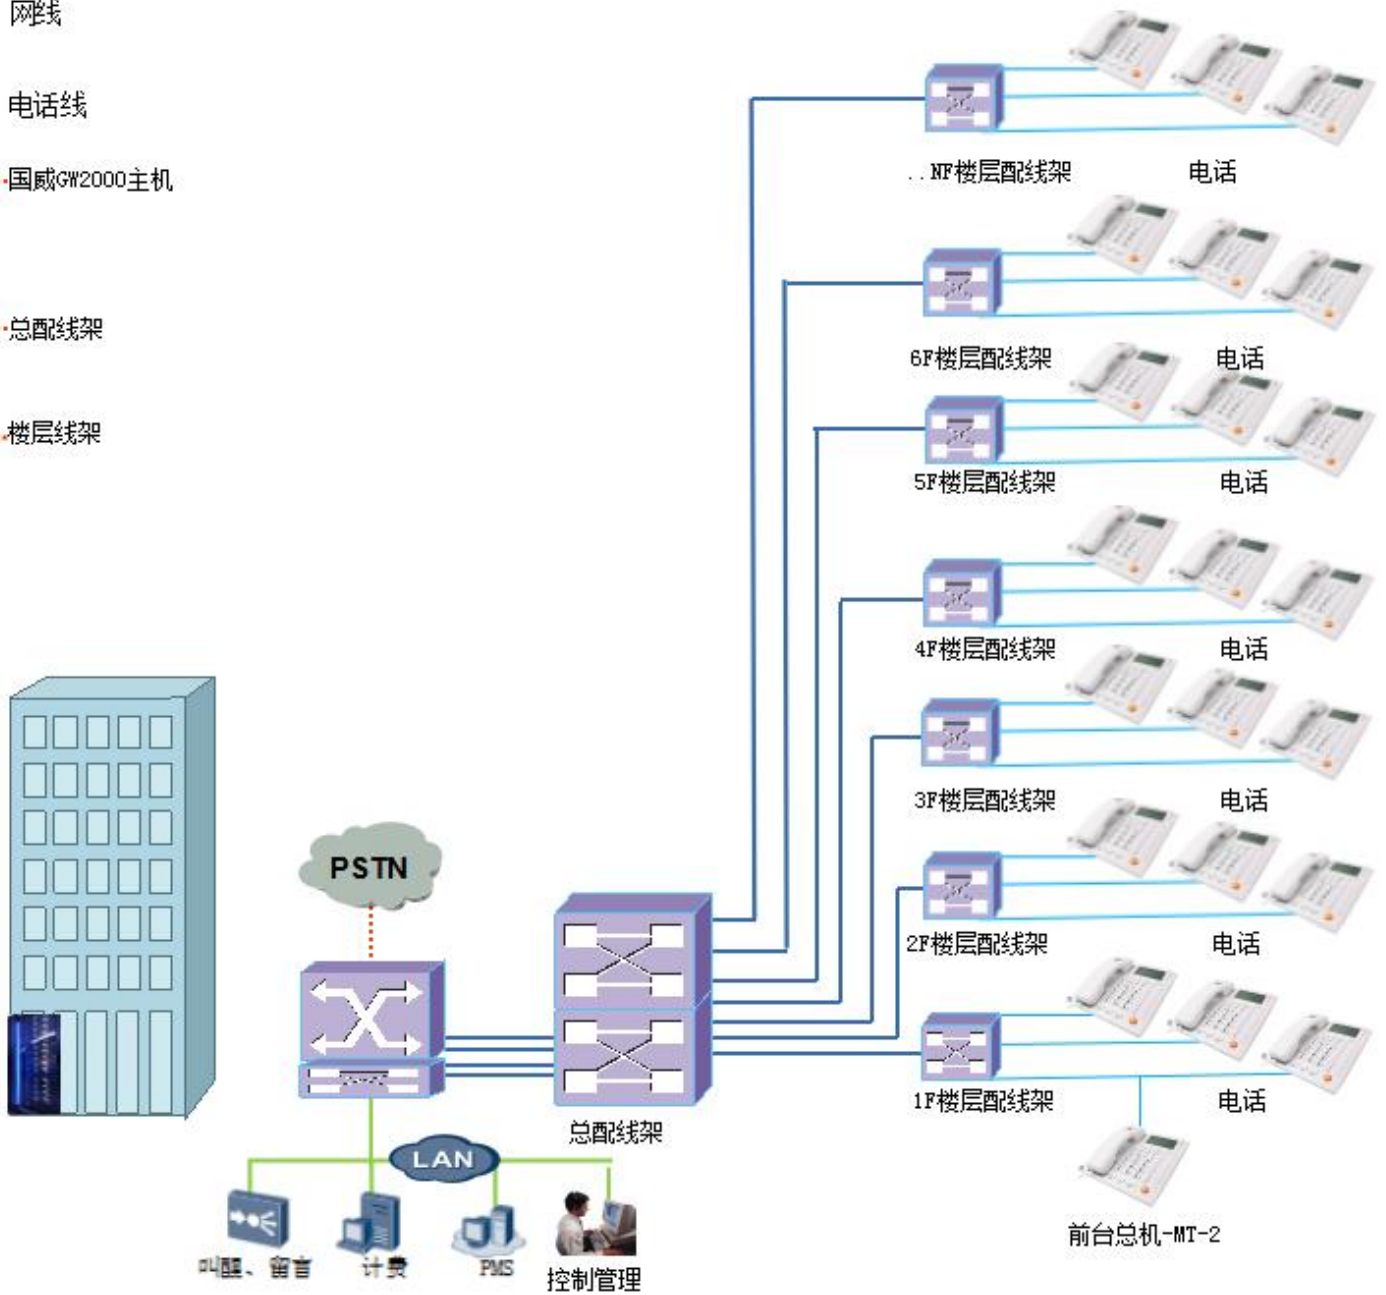 网线
电话线
国威GW2000主机
总配线架
楼层线架
..NF楼层配线架
电话
6F楼层配线架
电话
5F楼层配线架
电话
4F楼层配线架
电话
3F楼层配线架
电话
2F楼层配线架
电话
1F楼层配线架
电话
前台总机-MT-2
PSTN
总配线架
LAN
叫醒、留言
计费
PMS
控制管理